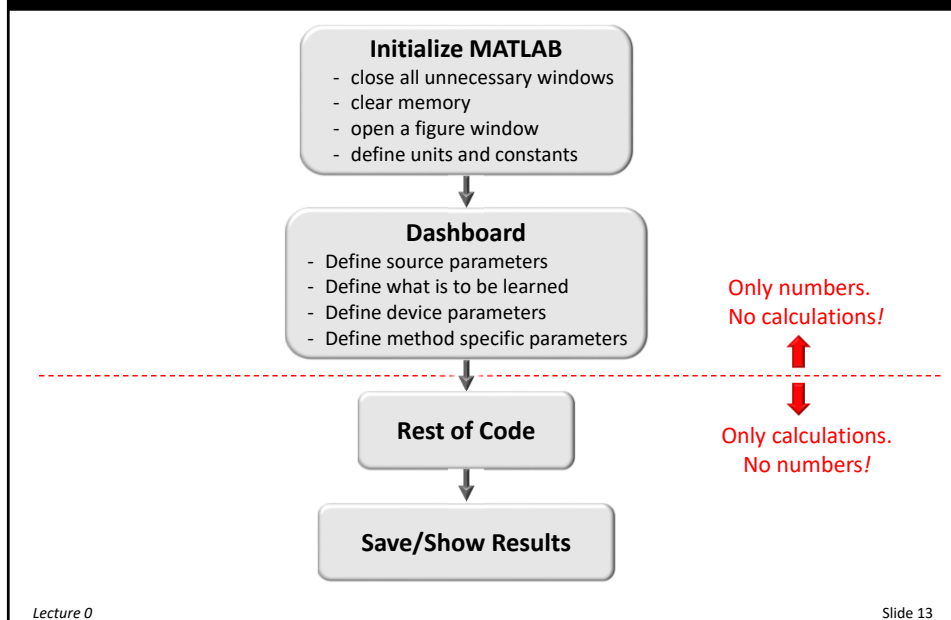 Initialize MATLAB
- close all unnecessary windows
- clear memory
- open a figure window
- define units and constants
Dashboard
- Define source parameters
- Define what is to be learned
- Define device parameters
- Define method specific parameters
Only numbers.
No calculations!
Rest of Code
Only calculations.
No numbers!
Save/Show Results
Lecture 0
Slide 13